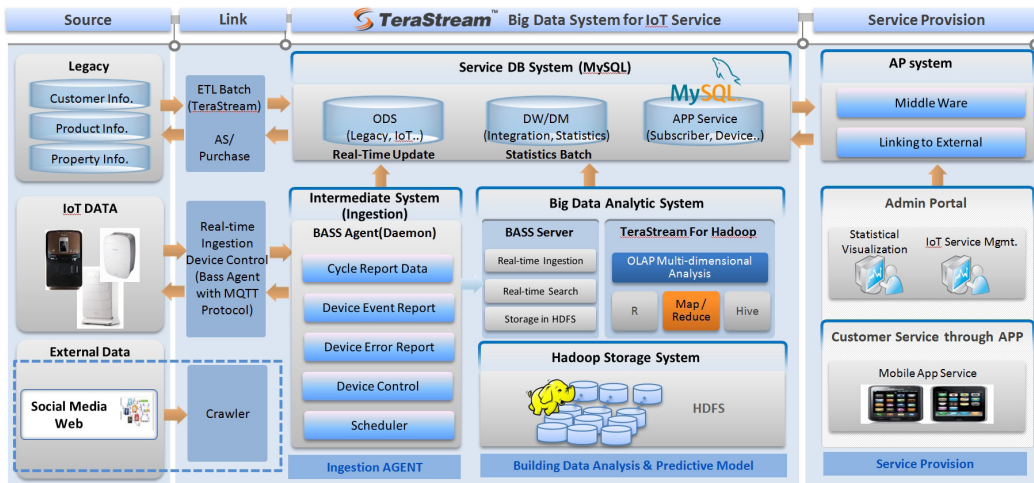 Source
Link
TeraStream™ Big Data System for IoT Service
Service Provision
Legacy
Customer Info.
Product Info.
Property Info.
ETL Batch
(TeraStream)
AS/
Purchase
Service DB System (MySQL)
MySQL
ODS
(Legacy, IoT..)
Real-Time Update
DW/DM
(Integration, Statistics)
Statistics Batch
APP Service
(Subscriber, Device..)
AP system
Middle Ware
Linking to External
IoT DATA
Real-time
Ingestion
Device Control
(Bass Agent
with MQTT
Protocol)
Intermediate System
(Ingestion)
BASS Agent(Daemon)
Cycle Report Data
Device Event Report
Device Error Report
Device Control
Scheduler
Ingestion AGENT
Big Data Analytic System
BASS Server
Real-time Ingestion
Real-time Search
Storage in HDFS
TeraStream For Hadoop
OLAP Multi-dimensional
Analysis
R
Map /
Reduce
Hive
Hadoop Storage System
HDFS
Building Data Analysis & Predictive Model
Admin Portal
Statistical
Visualization
IoT Service Mgmt.
Customer Service through APP
Mobile App Service
Service Provision
External Data
Social Media
Web
Crawler